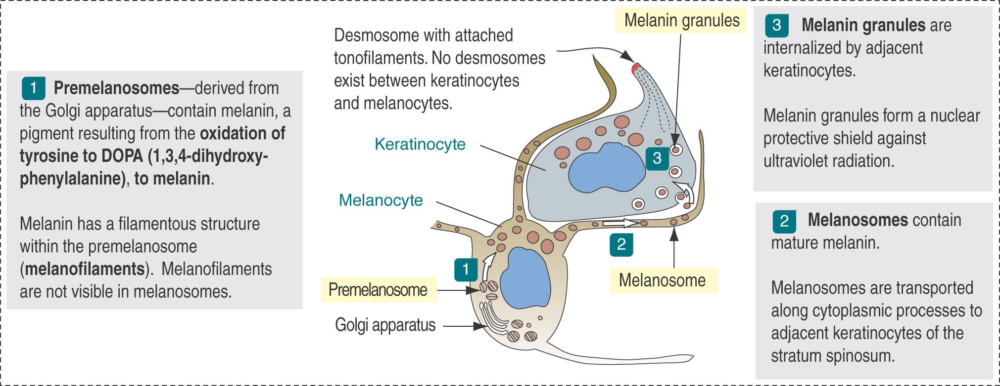 1 Premelanosomes—derived from
the Golgi apparatus—contain melanin, a
pigment resulting from the oxidation of
tyrosine to DOPA (1,3,4-dihydroxy-
phenylalanine), to melanin.
Melanin has a filamentous structure
within the premelanosome
(melanofilaments). Melanofilaments
are not visible in melanosomes.
Desmosome with attached
tonofilaments. No desmosomes
exist between keratinocytes
and melanocytes.
Melanin granules
Keratinocyte
3
Melanocyte
2
1
Premelanosome
Melanosome
Golgi apparatus
3 Melanin granules are
internalized by adjacent
keratinocytes.
Melanin granules form a nuclear
protective shield against
ultraviolet radiation.
2 Melanosomes contain
mature melanin.
Melanosomes are transported
along cytoplasmic processes to
adjacent keratinocytes of the
stratum spinosum.